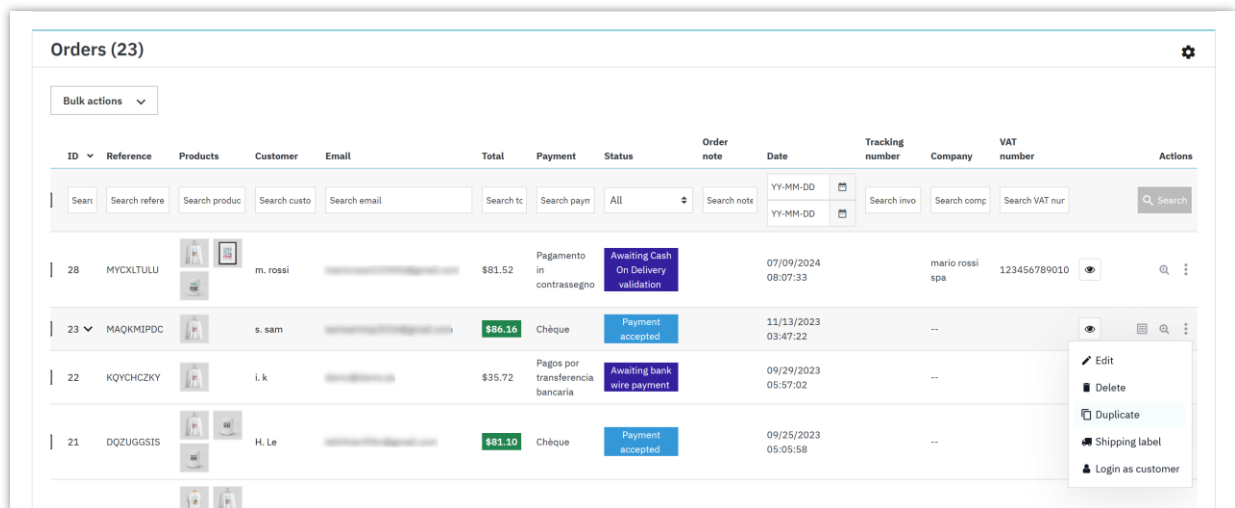 Orders (23)
Bulk actions
ID Reference Products Customer Email Total Payment Status Order note Date Tracking number Company VAT number Actions
Searc Search refere Search produc Search custo Search email Search tc Search paym All Search note YY-MM-DD Search invo Search comp Search VAT nur Search
YY-MM-DD
28 MYCXLTULU m. rossi $81.52 Pagamento in contrassegno Awaiting Cash On Delivery validation 07/09/2024 08:07:33 mario rossi spa 123456789010
23 MAQKMIPDC s. sam $86.16 Chèque Payment accepted 11/13/2023 03:47:22 --
22 KQYCHCZKY i. k $35.72 Pagos por transferencia bancaria Awaiting bank wire payment 09/29/2023 05:57:02 --
21 DQZUGGSIS H. Le $81.10 Chèque Payment accepted 09/25/2023 05:05:58 --
Edit
Delete
Duplicate
Shipping label
Login as customer